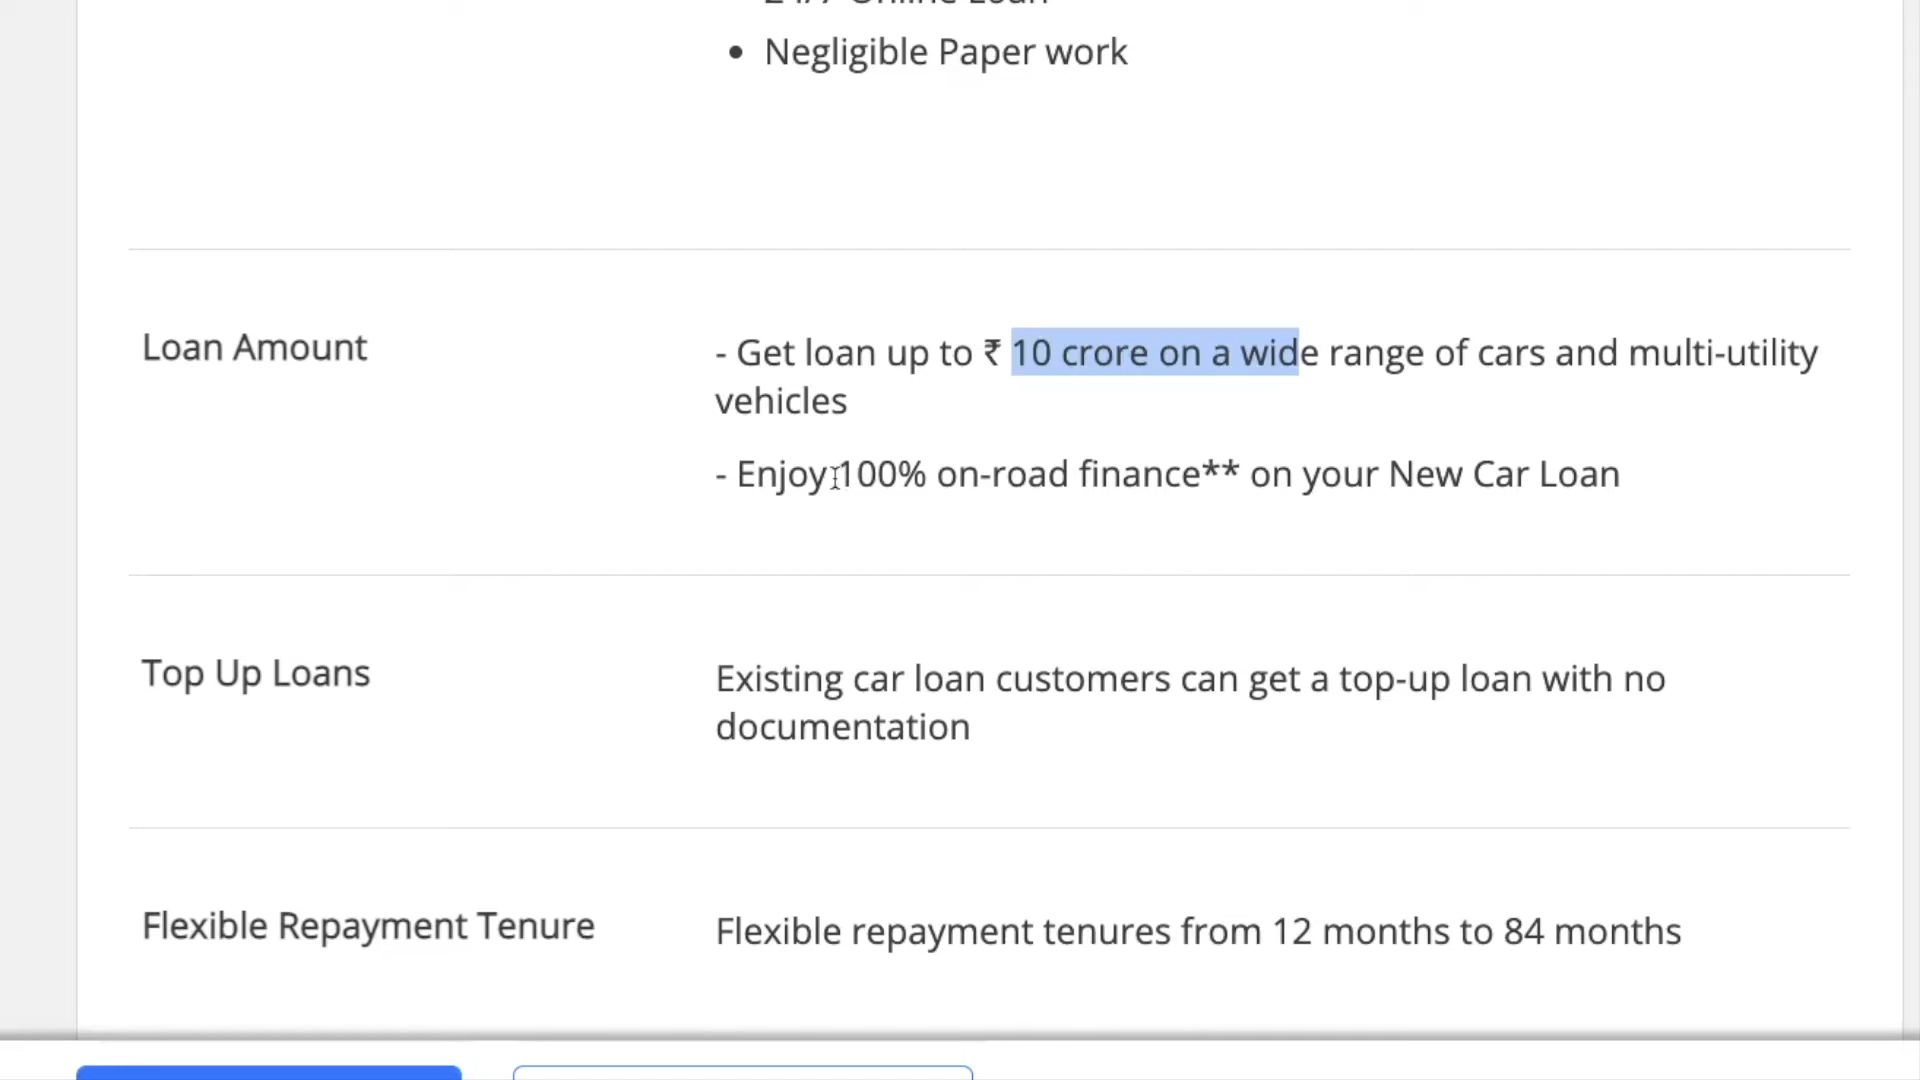 • Negligible Paper work
Loan Amount
- Get loan up to ₹ 10 crore on a wide range of cars and multi-utility
vehicles
- Enjoy 100% on-road finance** on your New Car Loan
Top Up Loans
Existing car loan customers can get a top-up loan with no
documentation
Flexible Repayment Tenure
Flexible repayment tenures from 12 months to 84 months